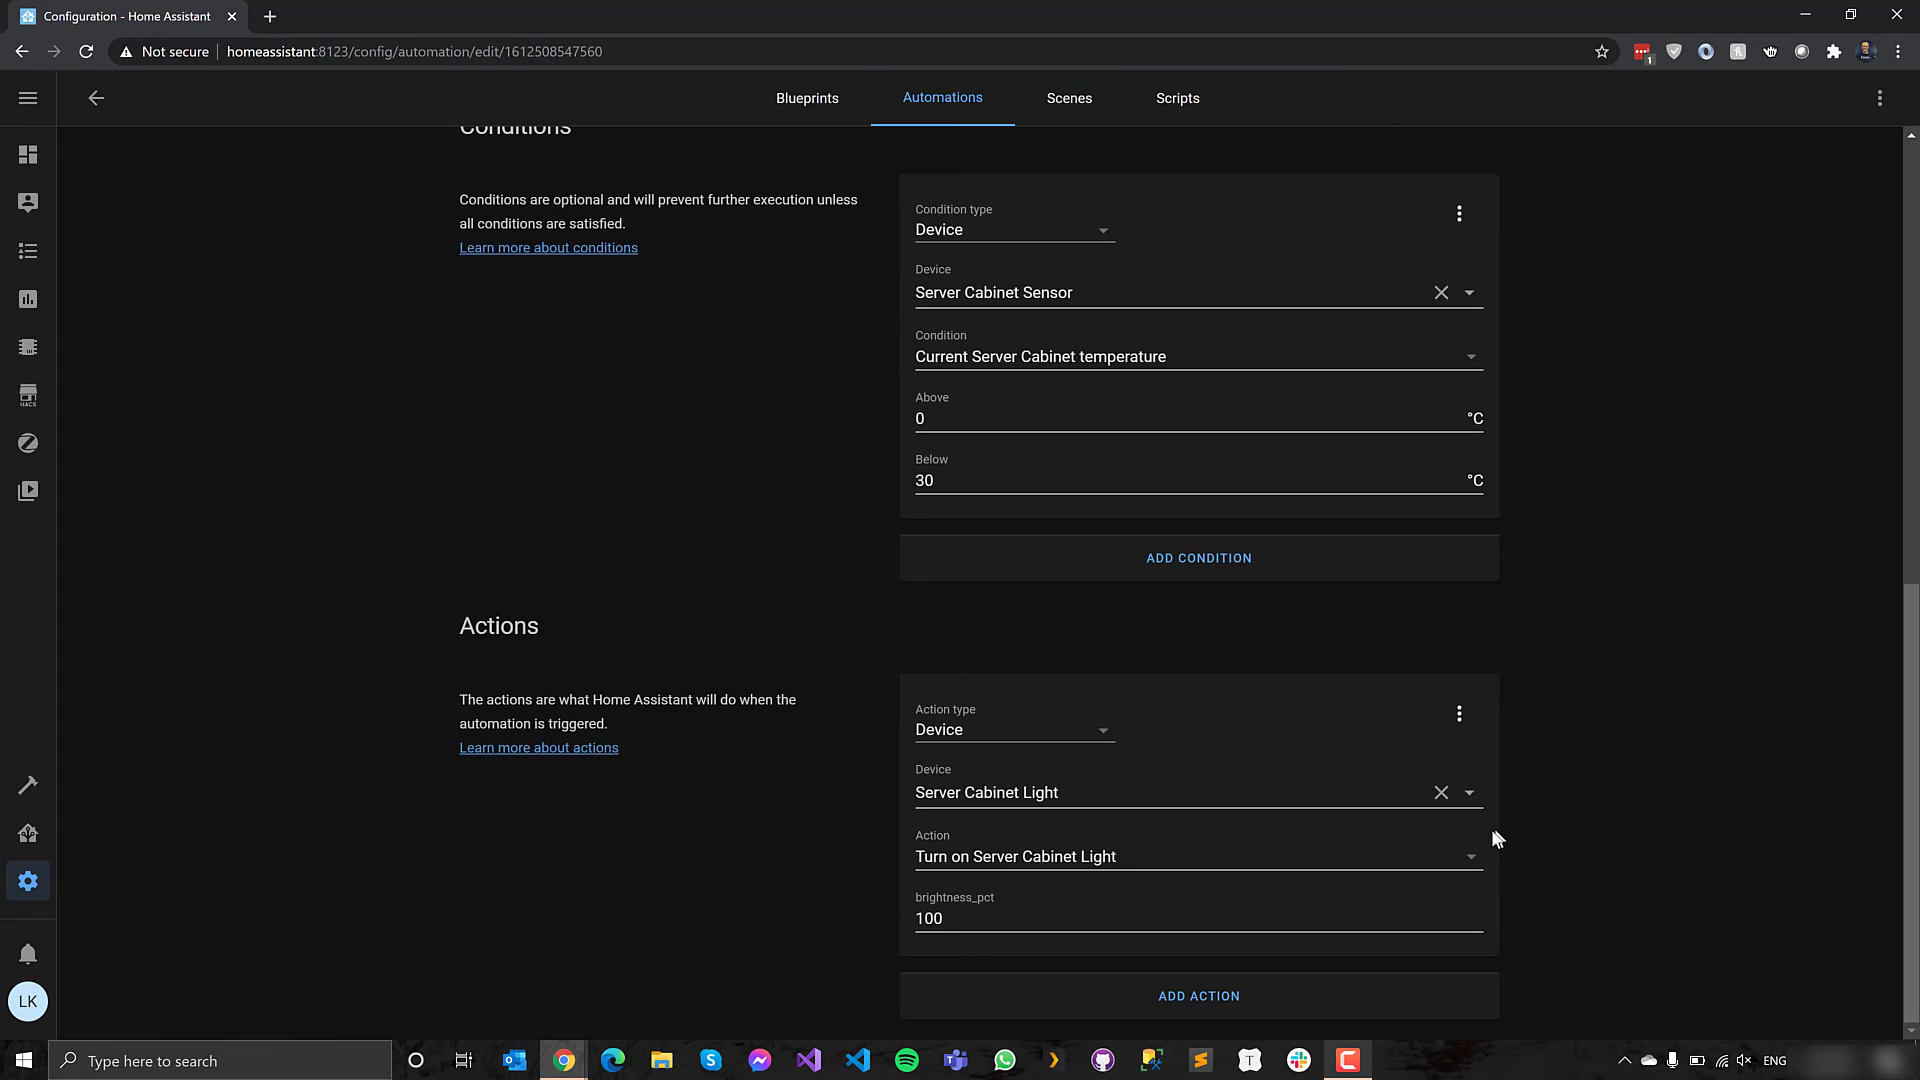 Configuration - Home Assistant
Not secure
homeassistant:8123/config/automation/edit/1612508547560
1
Blueprints
Automations
Scenes
Scripts
Conditions
Conditions are optional and will prevent further execution unless
all conditions are satisfied.
Learn more about conditions
Condition type
Device
Device
Server Cabinet Sensor
Condition
Current Server Cabinet temperature
Above
0 °C
Below
30 °C
ADD CONDITION
Actions
The actions are what Home Assistant will do when the
automation is triggered.
Learn more about actions
Action type
Device
Device
Server Cabinet Light
Action
Turn on Server Cabinet Light
brightness_pct
100
ADD ACTION
HACS
LK
Type here to search
ENG